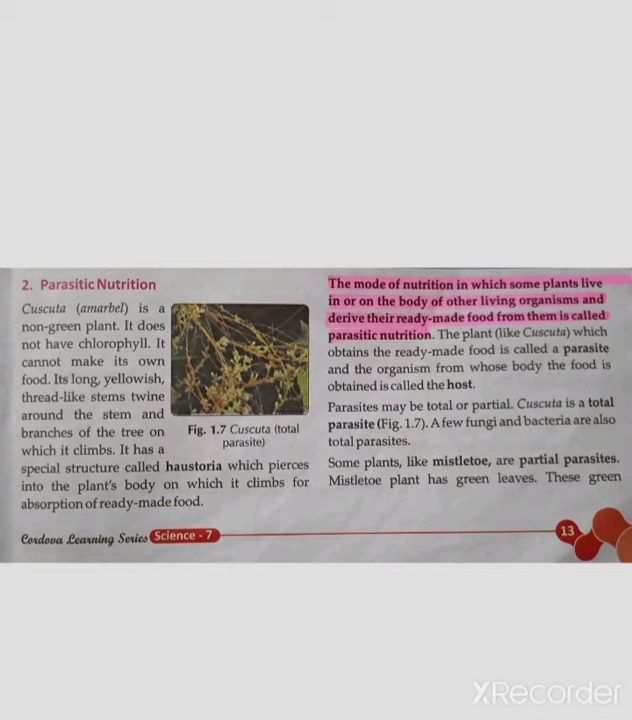 2. Parasitic Nutrition
Cuscuta (amarbel) is a
non-green plant. It does
not have chlorophyll. It
cannot make its own
food. Its long, yellowish,
thread-like stems twine
around the stem and
branches of the tree on
which it climbs. It has a
special structure called haustoria which pierces
into the plant's body on which it climbs for
absorption of ready-made food.
Fig. 1.7 Cuscuta (total
parasite)
The mode of nutrition in which some plants live
in or on the body of other living organisms and
derive their ready-made food from them is called
parasitic nutrition. The plant (like Cuscuta) which
obtains the ready-made food is called a parasite
and the organism from whose body the food is
obtained is called the host.
Parasites may be total or partial. Cuscuta is a total
parasite (Fig. 1.7). A few fungi and bacteria are also
total parasites.
Some plants, like mistletoe, are partial parasites.
Mistletoe plant has green leaves. These green
Cordova Learning Series Science - 7
13
XRecorder